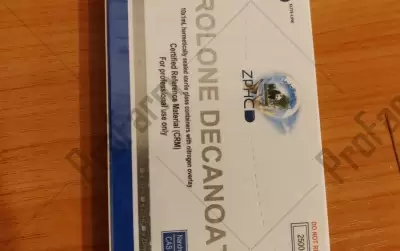 ROLONE DECANOA
10x1mL hermetically sealed sterile glass containers with nitrogen overlay
Certified Reference Material (CRM)
For professional use only
ZPHC
DO NOT R
2500
CAS